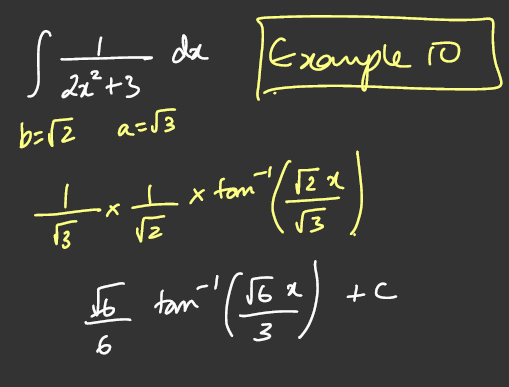 ∫ 1/(2x²+3) dx
Example 10
b=√2 a=√3
1/√3 × 1/√2 × tan⁻¹(√2 x/√3)
√6/6 tan⁻¹(√6 x/3) + c